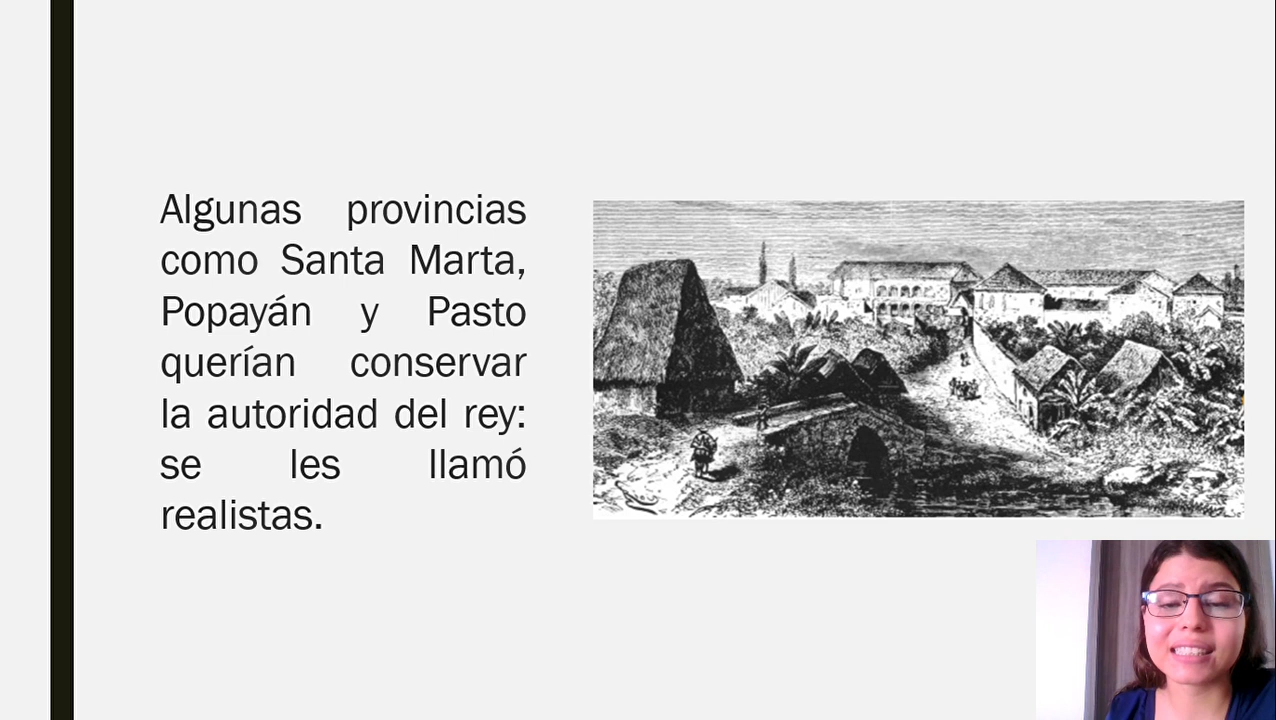 Algunas provincias
como Santa Marta,
Popayán y Pasto
querían conservar
la autoridad del rey:
se les llamó
realistas.